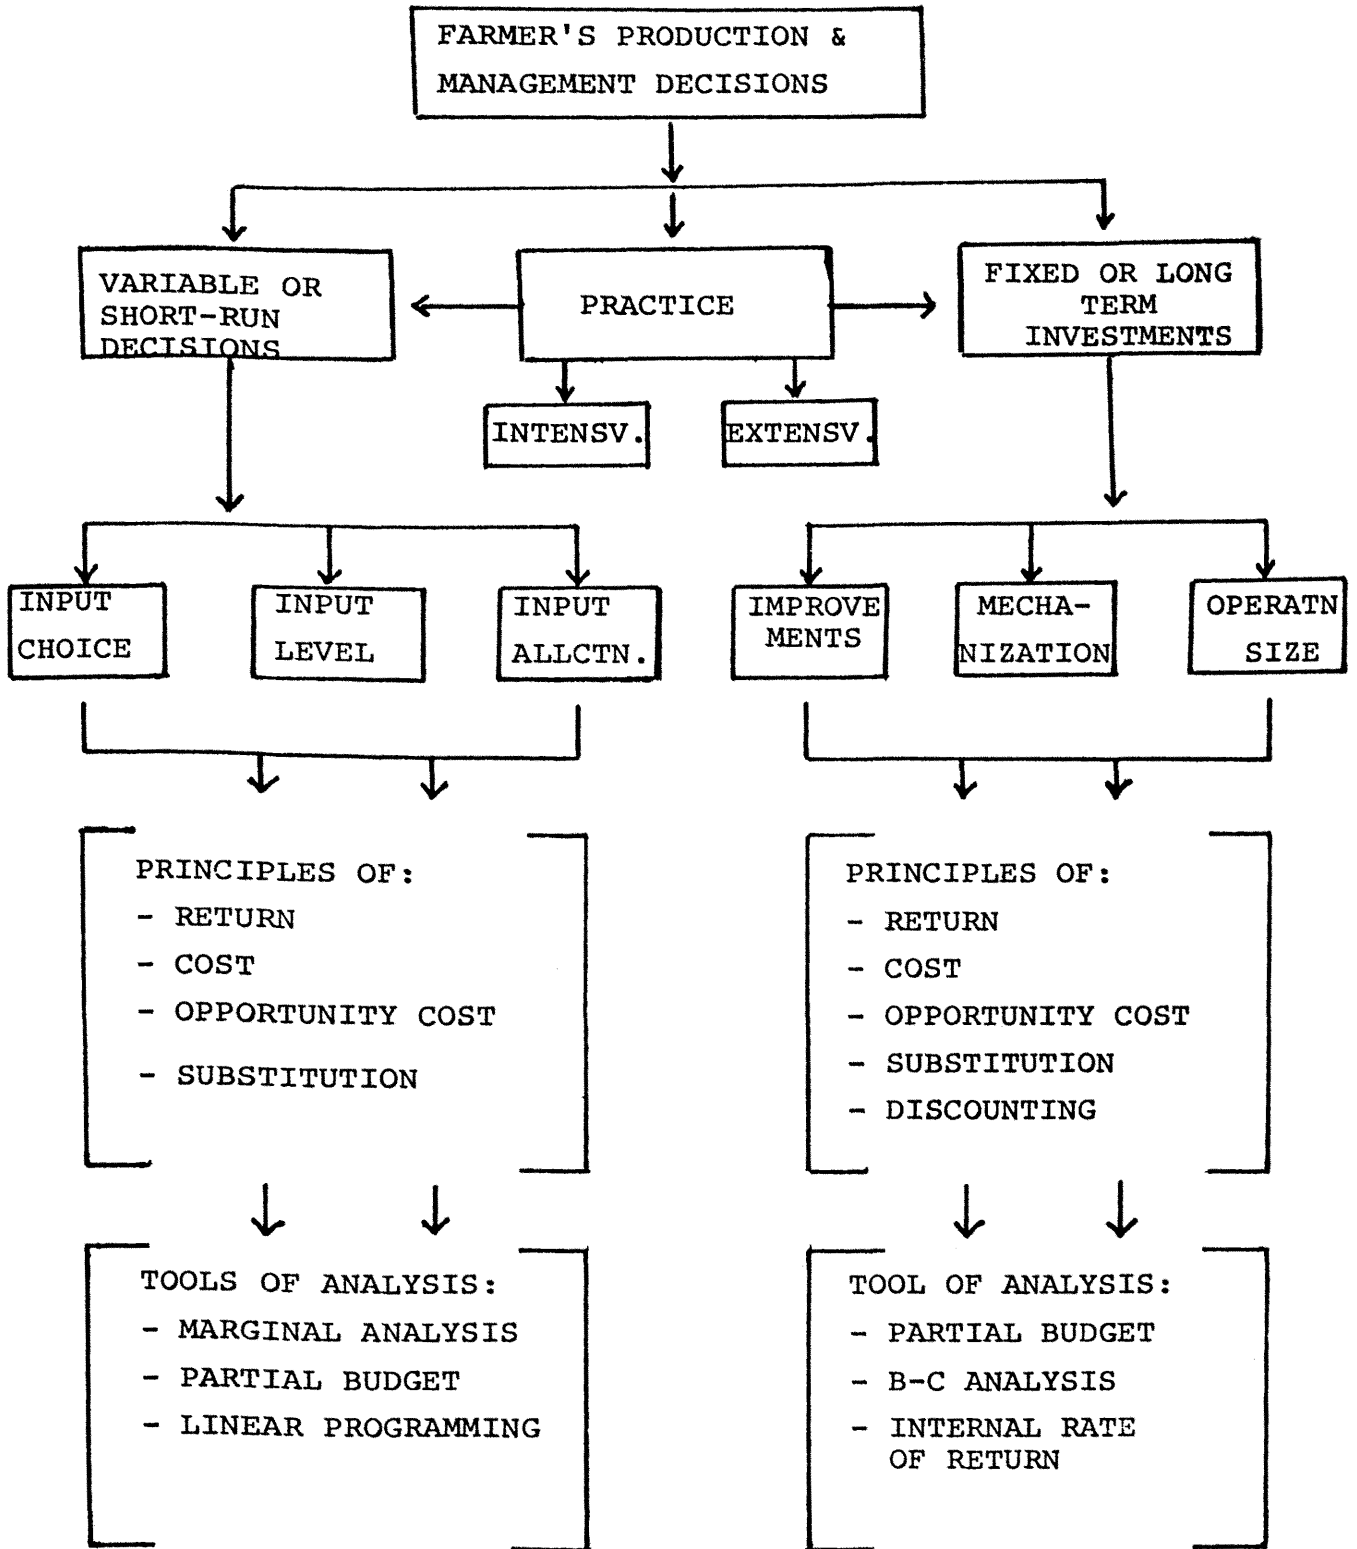 FARMER'S PRODUCTION &
MANAGEMENT DECISIONS
VARIABLE OR
SHORT-RUN
DECISIONS
PRACTICE
FIXED OR LONG
TERM
INVESTMENTS
INTENSV.
EXTENSV.
INPUT
CHOICE
INPUT
LEVEL
INPUT
ALLCTN.
IMPROVE
MENTS
MECHA-
NIZATION
OPERATN
SIZE
PRINCIPLES OF:
- RETURN
- COST
- OPPORTUNITY COST
- SUBSTITUTION
PRINCIPLES OF:
- RETURN
- COST
- OPPORTUNITY COST
- SUBSTITUTION
- DISCOUNTING
TOOLS OF ANALYSIS:
- MARGINAL ANALYSIS
- PARTIAL BUDGET
- LINEAR PROGRAMMING
TOOL OF ANALYSIS:
- PARTIAL BUDGET
- B-C ANALYSIS
- INTERNAL RATE
OF RETURN